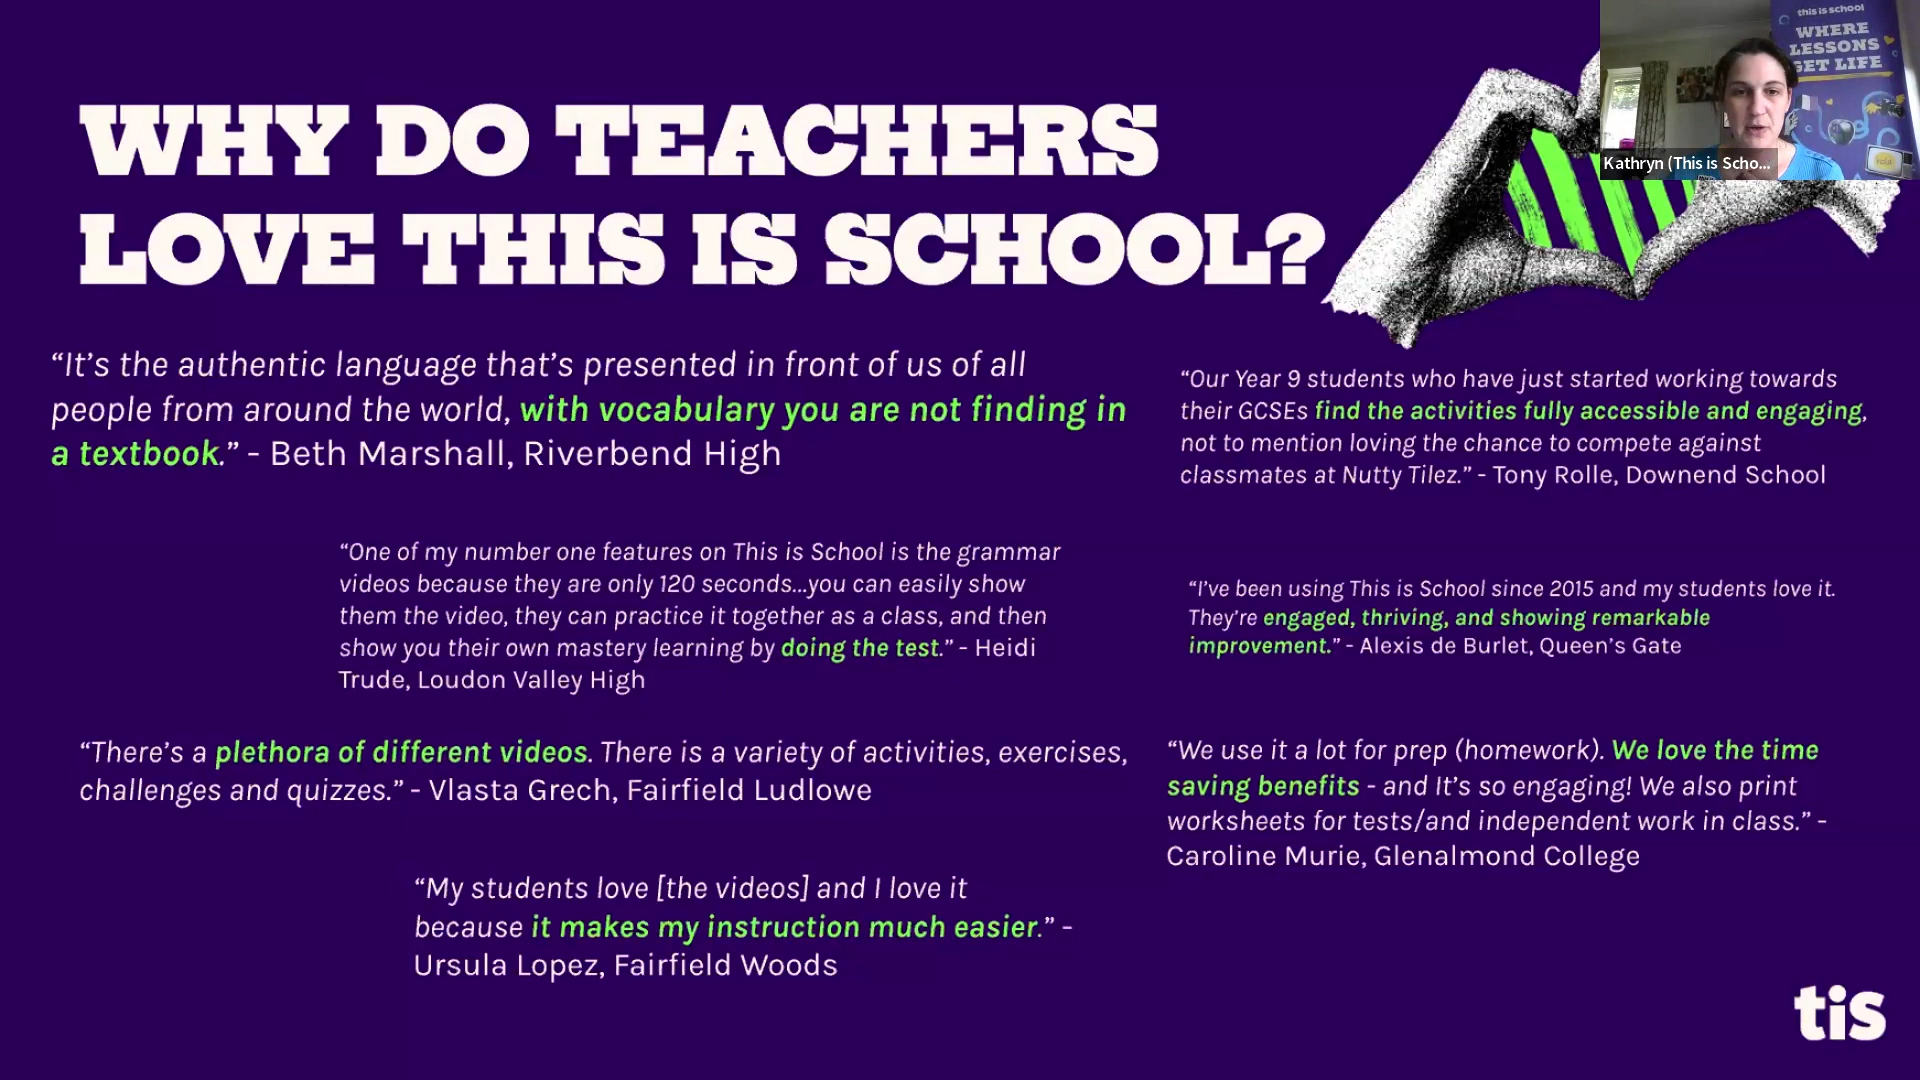 WHY DO TEACHERS
LOVE THIS IS SCHOOL?
this is school
WHERE
LESSONS
GET LIFE
Kathryn (This is Scho...
“It’s the authentic language that’s presented in front of us of all
people from around the world, with vocabulary you are not finding in
a textbook.” - Beth Marshall, Riverbend High
“Our Year 9 students who have just started working towards
their GCSEs find the activities fully accessible and engaging,
not to mention loving the chance to compete against
classmates at Nutty Tilez.” - Tony Rolle, Downend School
“One of my number one features on This is School is the grammar
videos because they are only 120 seconds...you can easily show
them the video, they can practice it together as a class, and then
show you their own mastery learning by doing the test.” - Heidi
Trude, Loudon Valley High
“I’ve been using This is School since 2015 and my students love it.
They’re engaged, thriving, and showing remarkable
improvement.” - Alexis de Burlet, Queen’s Gate
“There’s a plethora of different videos. There is a variety of activities, exercises,
challenges and quizzes.” - Vlasta Grech, Fairfield Ludlowe
“We use it a lot for prep (homework). We love the time
saving benefits - and It’s so engaging! We also print
worksheets for tests/and independent work in class.” -
Caroline Murie, Glenalmond College
“My students love [the videos] and I love it
because it makes my instruction much easier.” -
Ursula Lopez, Fairfield Woods
tis